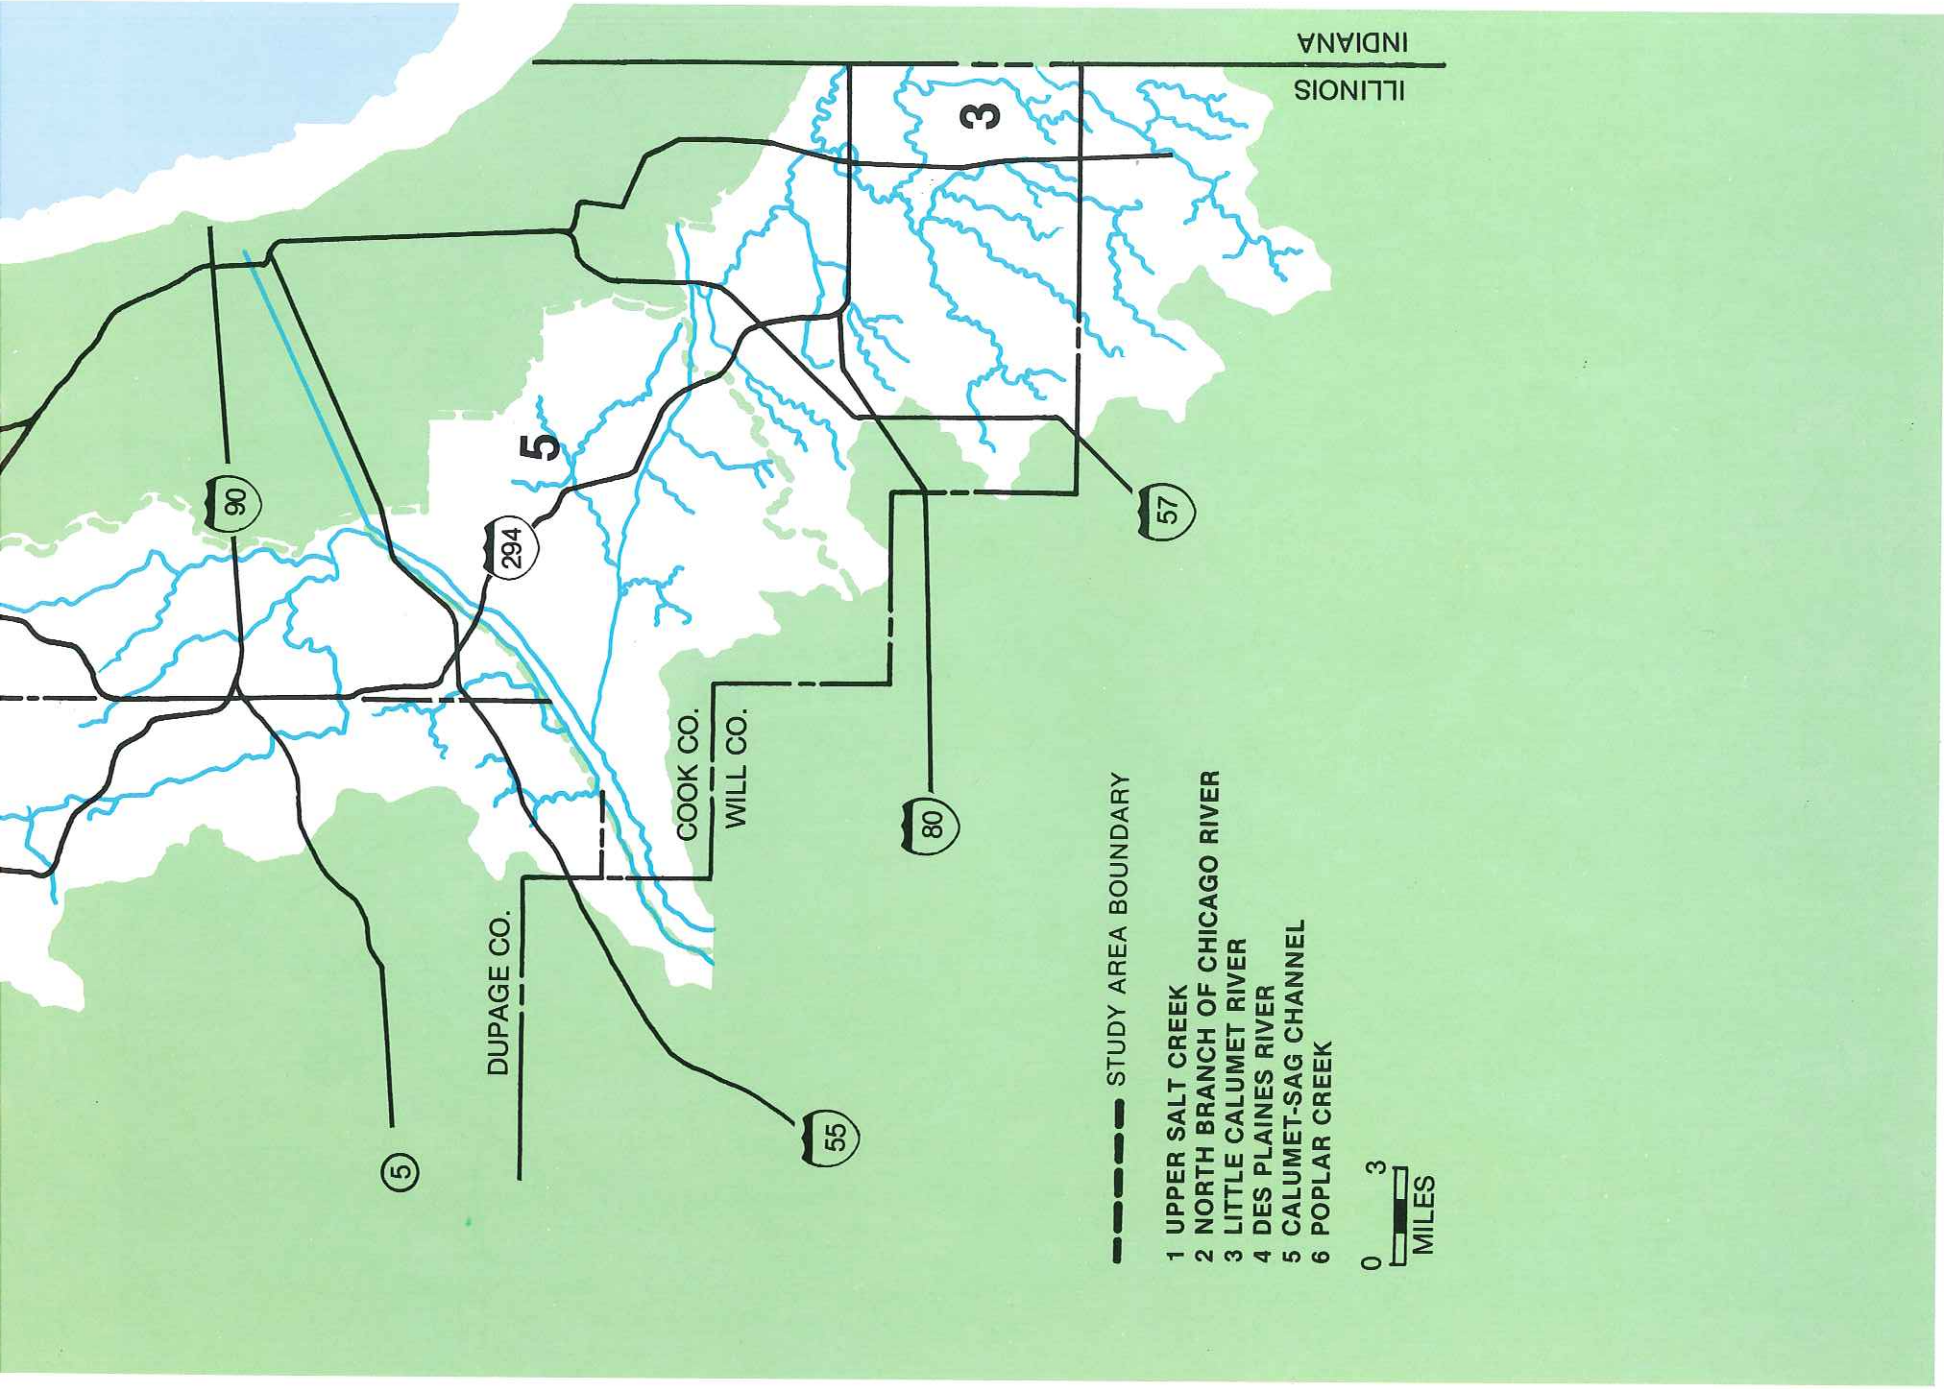 INDIANA
ILLINOIS
3
5
90
294
57
COOK CO.
WILL CO.
80
DUPAGE CO.
5
55
STUDY AREA BOUNDARY
1 UPPER SALT CREEK
2 NORTH BRANCH OF CHICAGO RIVER
3 LITTLE CALUMET RIVER
4 DES PLAINES RIVER
5 CALUMET-SAG CHANNEL
6 POPLAR CREEK
0 3
MILES